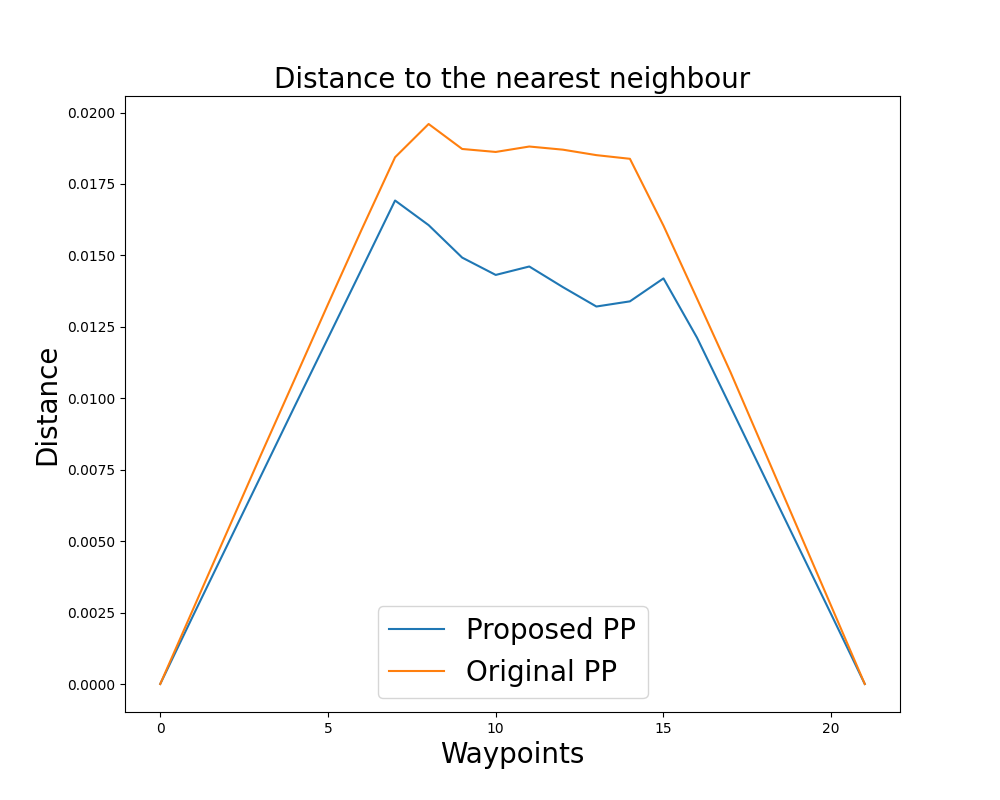 Distance to the nearest neighbour
0.0200
0.0175
0.0150
0.0125
0.0100
0.0075
0.0050
0.0025
0.0000
Distance
Proposed PP
Original PP
0 5 10 15 20
Waypoints